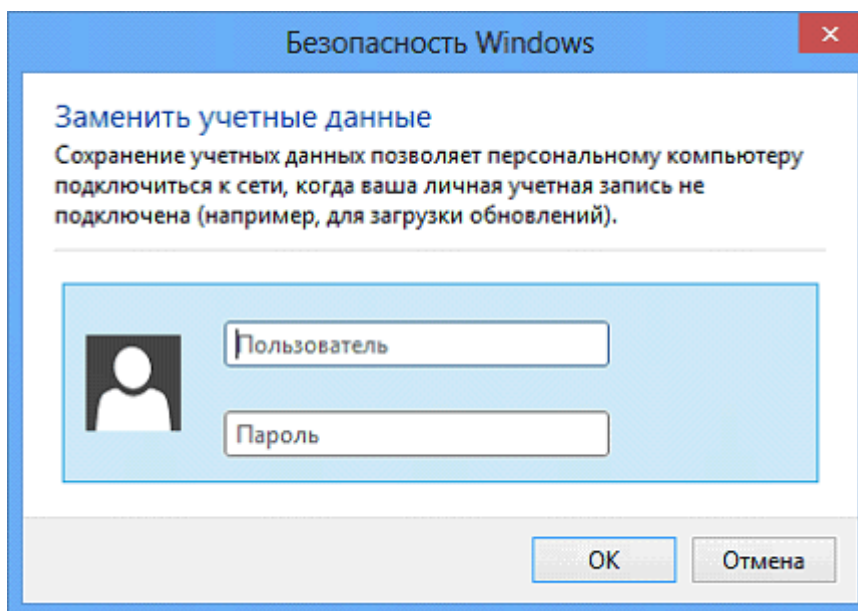 Безопасность Windows
Заменить учетные данные
Сохранение учетных данных позволяет персональному компьютеру
подключиться к сети, когда ваша личная учетная запись не
подключена (например, для загрузки обновлений).
Пользователь
Пароль
ОК
Отмена